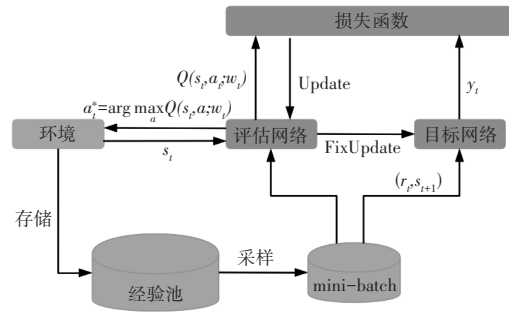 损失函数
Q(s_t,a_t;w_t)
Update
y_t
a_t^*=arg max_a Q(s_t,a;w_t)
环境
评估网络
目标网络
s_t
FixUpdate
(r_t,s_{t+1})
存储
采样
经验池
mini-batch